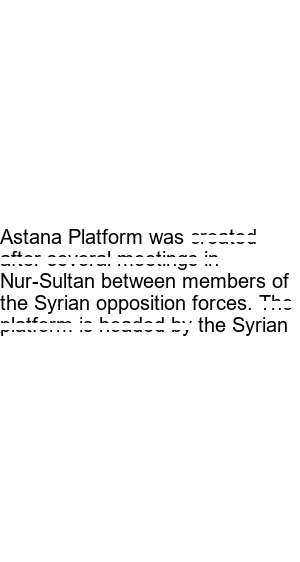 Astana Platform was created
after several meetings in
Nur-Sultan between members of
the Syrian opposition forces. The
platform is headed by the Syrian